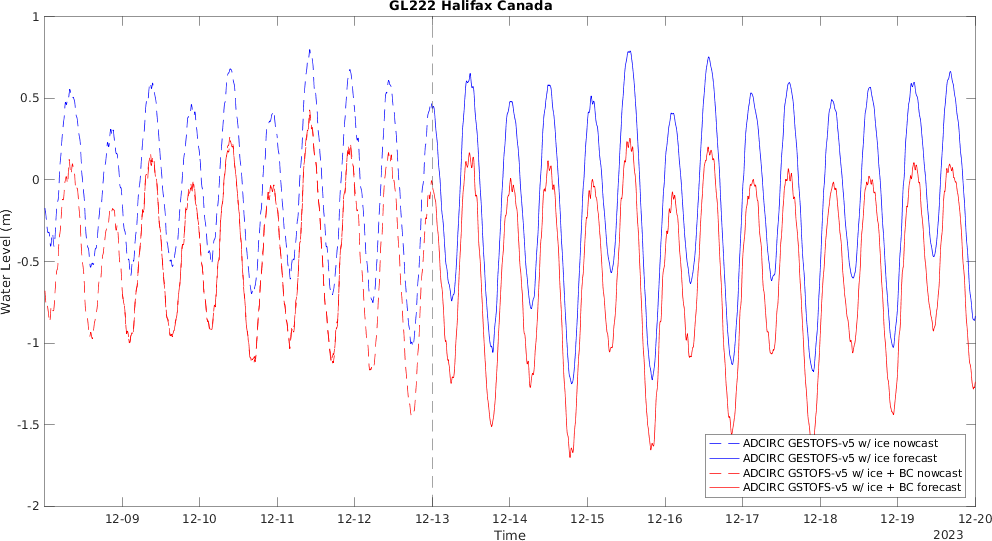 GL222 Halifax Canada
Water Level (m)
1
0.5
0
-0.5
-1
-1.5
-2
ADCIRC GESTOFS-v5 w/ ice nowcast
ADCIRC GESTOFS-v5 w/ ice forecast
ADCIRC GSTOFS-v5 w/ ice + BC nowcast
ADCIRC GSTOFS-v5 w/ ice + BC forecast
12-09 12-10 12-11 12-12 12-13 12-14 12-15 12-16 12-17 12-18 12-19 12-20
Time
2023